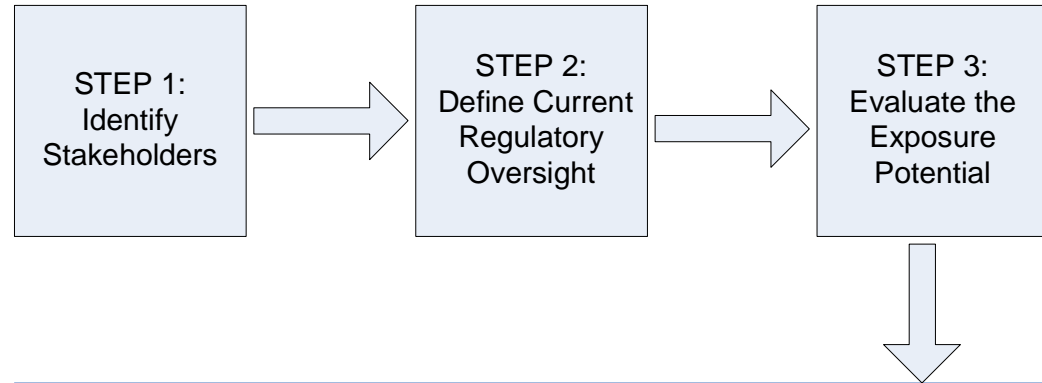 STEP 1:
Identify
Stakeholders
STEP 2:
Define Current
Regulatory
Oversight
STEP 3:
Evaluate the
Exposure
Potential